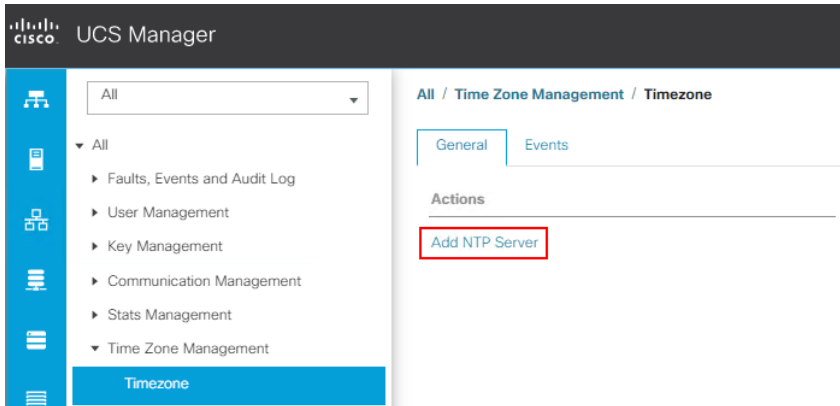 CISCO. UCS Manager
All
All / Time Zone Management / Timezone
All
General Events
Faults, Events and Audit Log
Actions
User Management
Add NTP Server
Key Management
Communication Management
Stats Management
Time Zone Management
Timezone